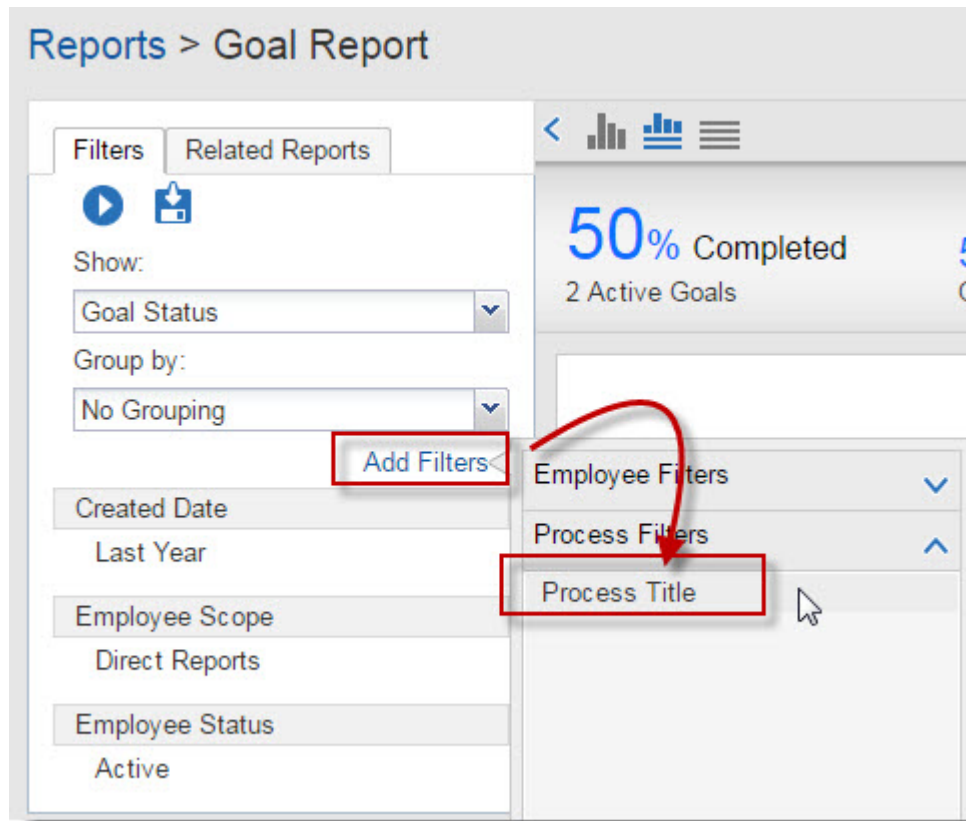 Reports > Goal Report
Filters
Related Reports
Show:
Goal Status
Group by:
No Grouping
Add Filters
Created Date
Last Year
Employee Scope
Direct Reports
Employee Status
Active
50% Completed
2 Active Goals
Employee Filters
Process Filters
Process Title